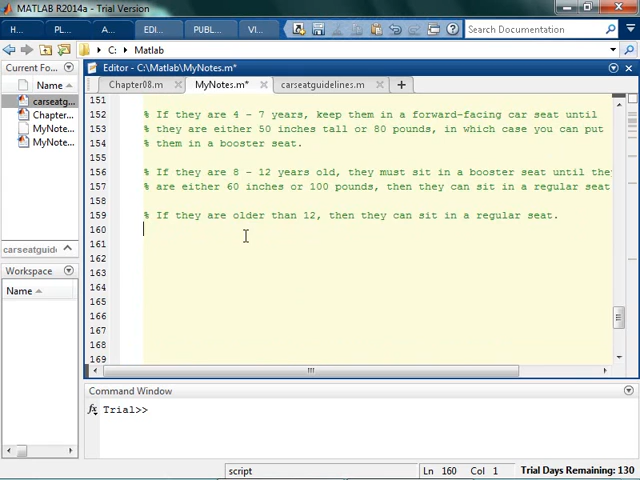 MATLAB R2014a - Trial Version
H... PL... A... EDI... PUBL... VI... Search Documentation
C: Matlab
Current Fo...
Name
carseatg...
Chapter...
MyNote...
MyNote...
carseatguide...
Workspace
Name
Editor - C:\Matlab\MyNotes.m*
Chapter08.m MyNotes.m* carseatguidelines.m
151
152 % If they are 4 - 7 years, keep them in a forward-facing car seat until
153 % they are either 50 inches tall or 80 pounds, in which case you can put
154 % them in a booster seat.
155
156 % If they are 8 - 12 years old, they must sit in a booster seat until they
157 % are either 60 inches or 100 pounds, then they can sit in a regular seat
158
159 % If they are older than 12, then they can sit in a regular seat.
160
161
162
163
164
165
166
167
168
169
Command Window
fx Trial>>
script Ln 160 Col 1 Trial Days Remaining: 130